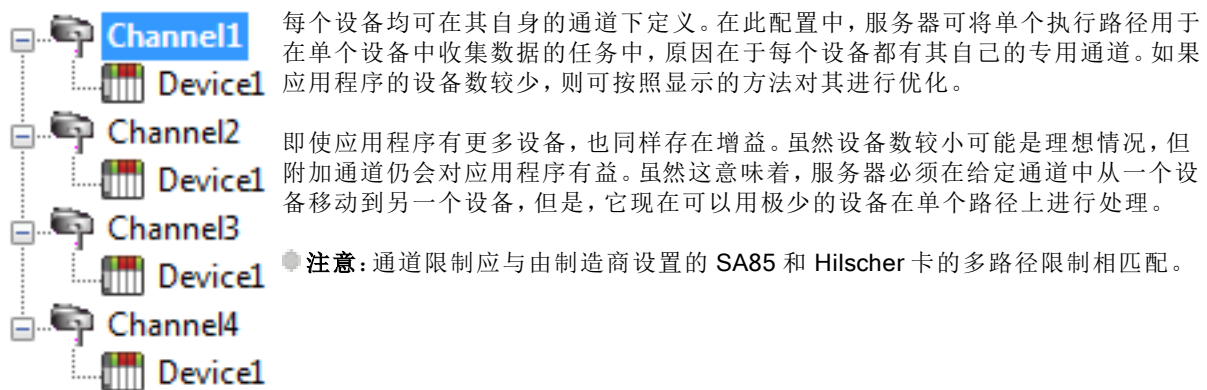 Channel1
Device1
Channel2
Device1
Channel3
Device1
Channel4
Device1
每个设备均可在其自身的通道下定义。在此配置中，服务器可将单个执行路径用于
在单个设备中收集数据的任务中，原因在于每个设备都有其自己的专用通道。如果
应用程序的设备数较少，则可按照显示的方法对其进行优化。
即使应用程序有更多设备，也同样存在增益。虽然设备数较小可能是理想情况，但
附加通道仍会对应用程序有益。虽然这意味着，服务器必须在给定通道中从一个设
备移动到另一个设备，但是，它现在可以用极少的设备在单个路径上进行处理。
注意：通道限制应与由制造商设置的 SA85 和 Hilscher 卡的多路径限制相匹配。